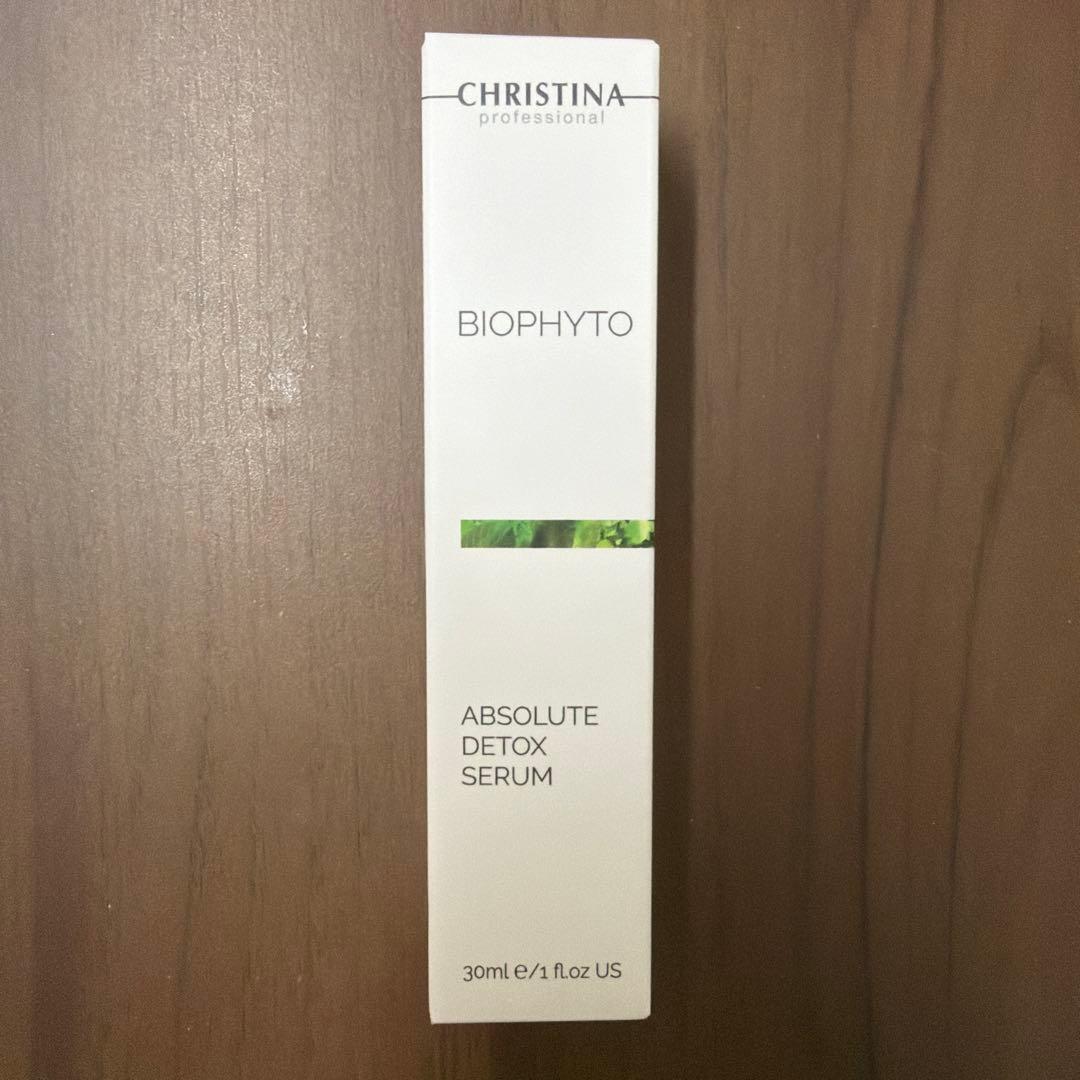 CHRISTINA
professional
BIOPHYTO
ABSOLUTE
DETOX
SERUM
30ml ℮/1 fl.oz US